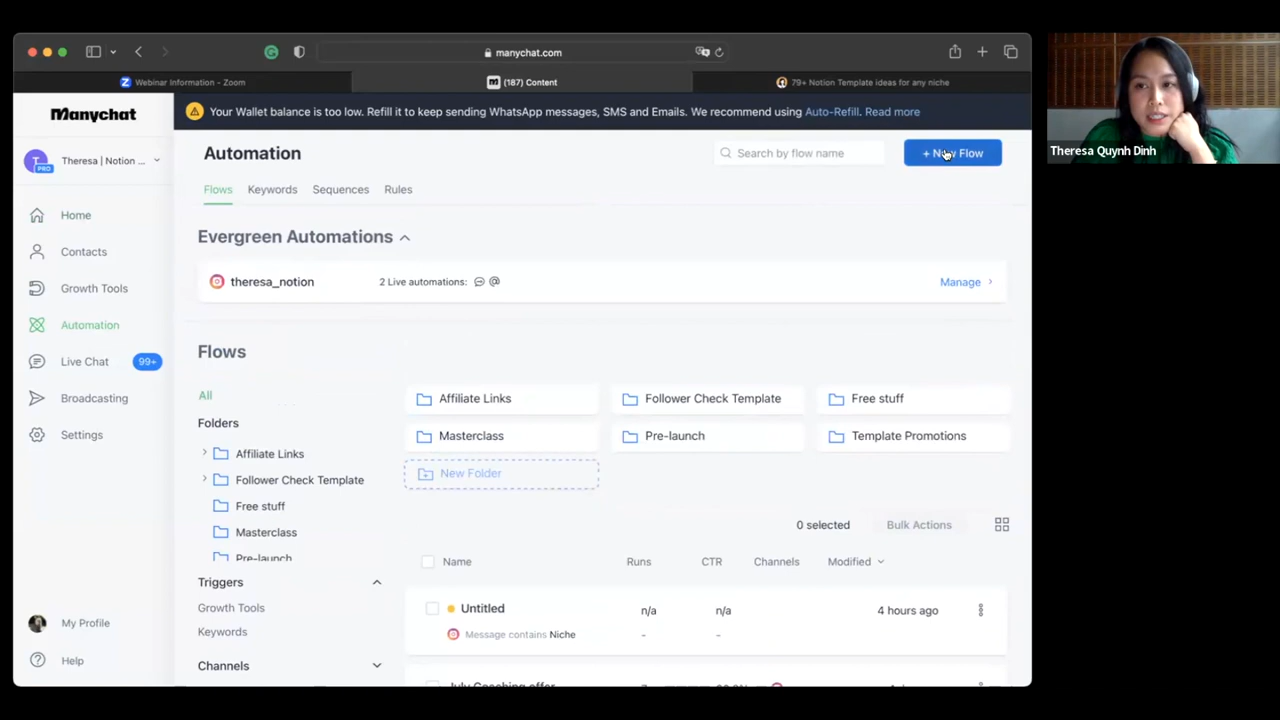 manychat.com
Webinar Information - Zoom
(187) Content
79+ Notion Template ideas for any niche
Manychat
Your Wallet balance is too low. Refill it to keep sending WhatsApp messages, SMS and Emails. We recommend using Auto-Refill. Read more
Theresa Quynh Dinh
T
PRO
Theresa | Notion ...
Automation
Search by flow name
+ New Flow
Flows
Keywords
Sequences
Rules
Home
Contacts
Growth Tools
Automation
Live Chat
99+
Broadcasting
Settings
My Profile
Help
Evergreen Automations
theresa_notion
2 Live automations:
Manage
Flows
All
Folders
Affiliate Links
Follower Check Template
Free stuff
Masterclass
Pre-launch
Triggers
Growth Tools
Keywords
Channels
Affiliate Links
Follower Check Template
Free stuff
Masterclass
Pre-launch
Template Promotions
New Folder
0 selected
Bulk Actions
Name
Runs
CTR
Channels
Modified
Untitled
n/a
n/a
4 hours ago
Message contains Niche
-
-
July Coaching offer